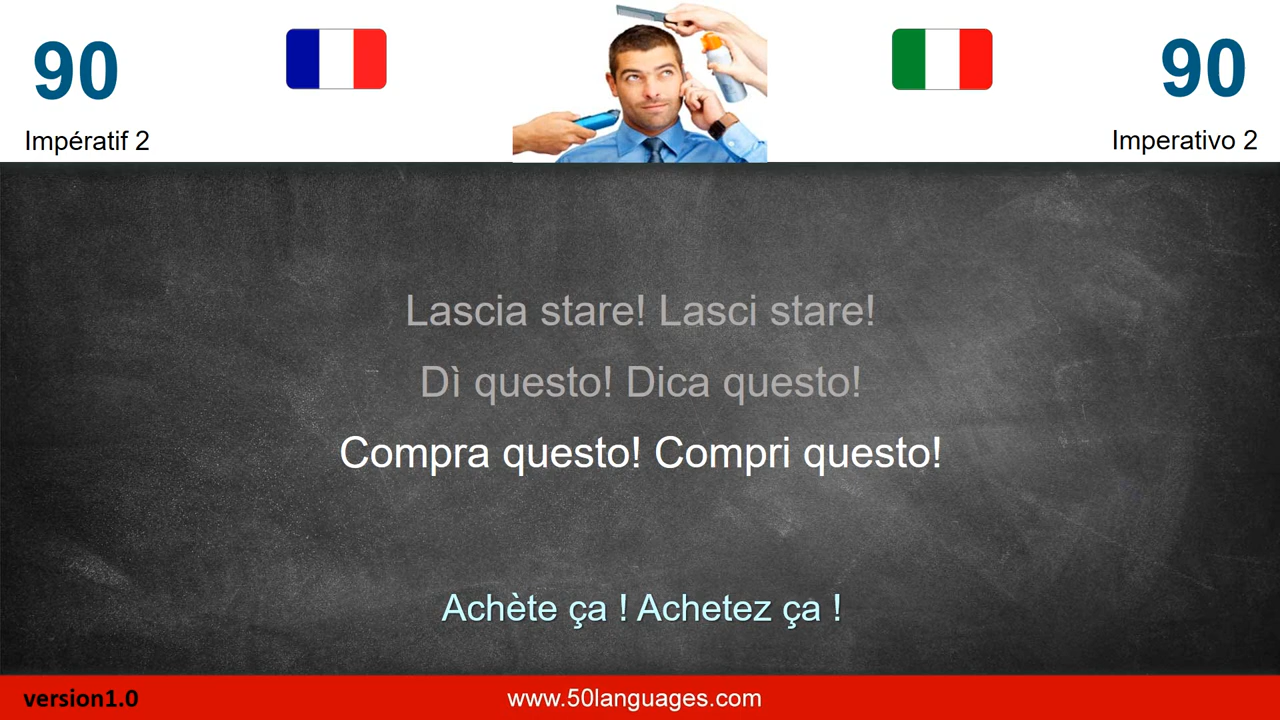 90
90
Impératif 2
Imperativo 2
Lascia stare! Lasci stare!
Dì questo! Dica questo!
Compra questo! Compri questo!
Achète ça ! Achetez ça !
version1.0
www.50languages.com